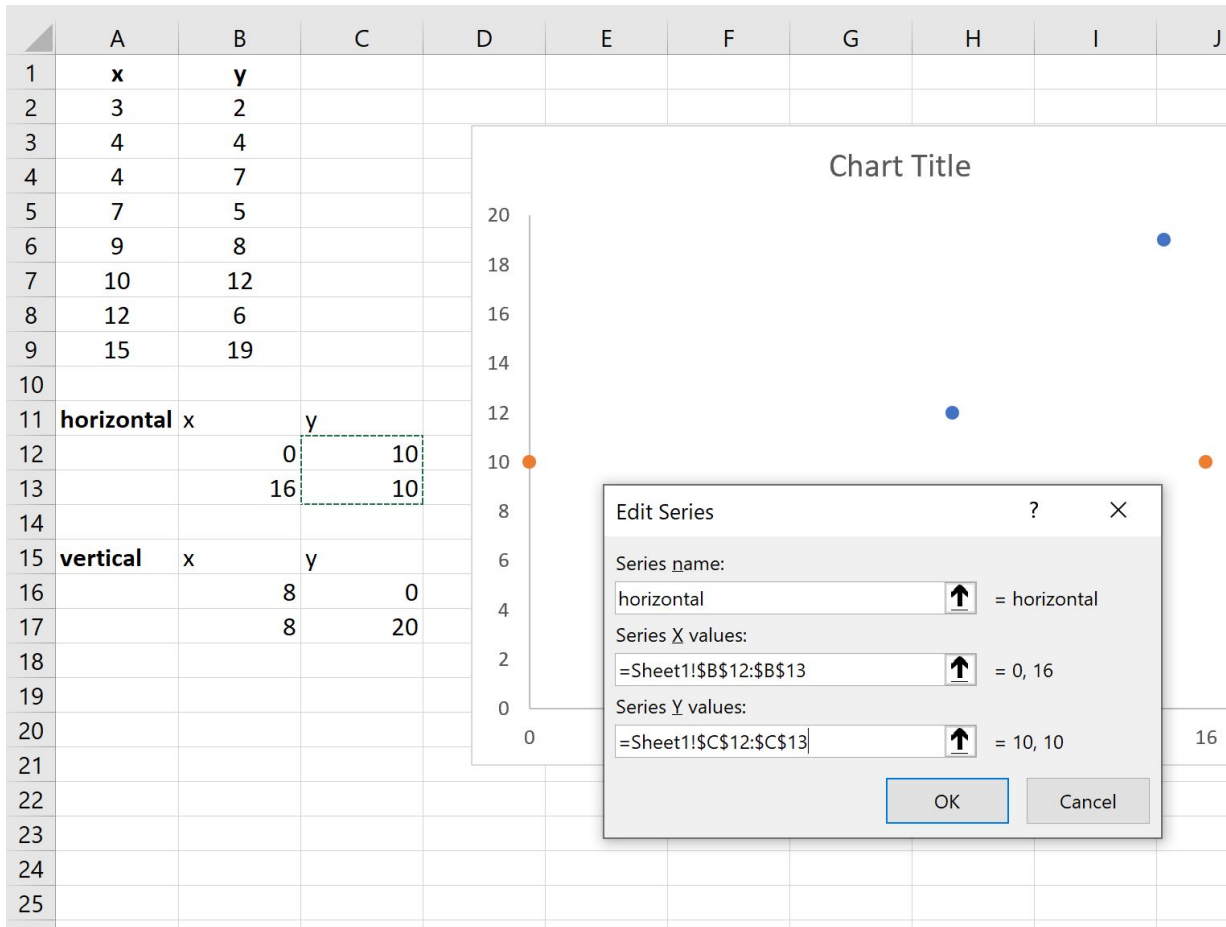 A B C D E F G H I J
1 x y
2 3 2
3 4 4
4 4 7
5 7 5
6 9 8
7 10 12
8 12 6
9 15 19
10
11 horizontal x y
12 0 10
13 16 10
14
15 vertical x y
16 8 0
17 8 20
18
19
20
21
22
23
24
25
Chart Title
20
18
16
14
12
10
8
6
4
2
0
0 16
Edit Series ? ×
Series name:
horizontal = horizontal
Series X values:
=Sheet1!$B$12:$B$13 = 0, 16
Series Y values:
=Sheet1!$C$12:$C$13 = 10, 10
OK Cancel